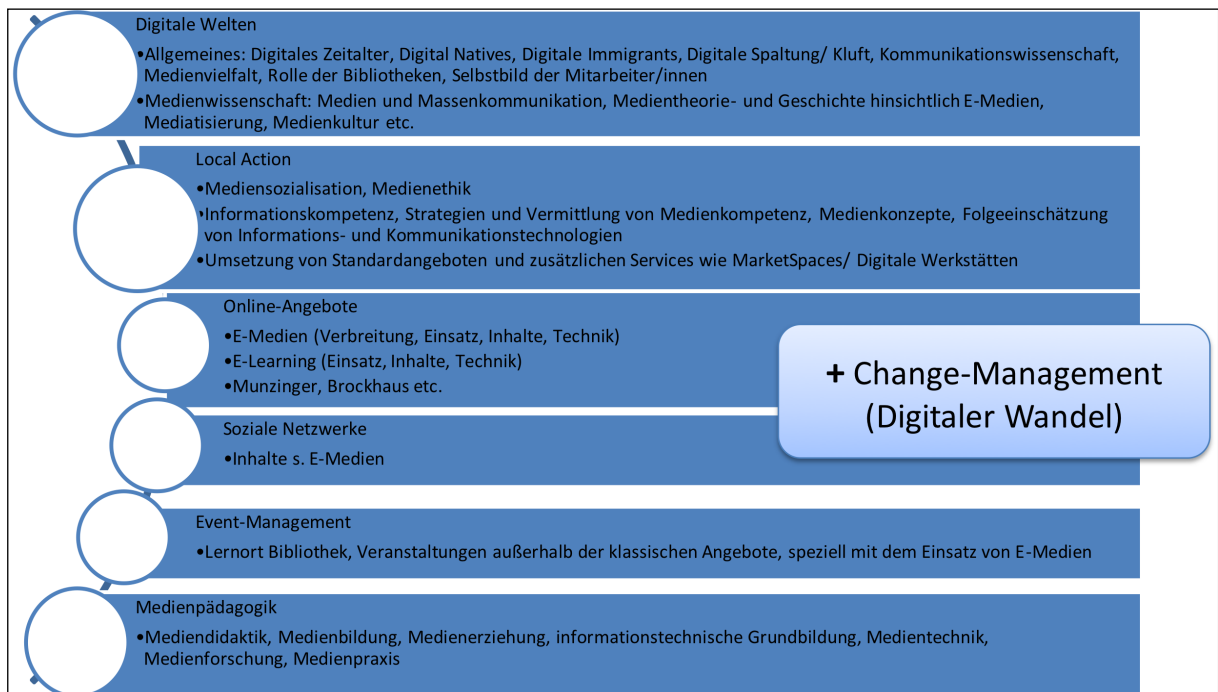 Digitale Welten
•Allgemeines: Digitales Zeitalter, Digital Natives, Digitale Immigrants, Digitale Spaltung/ Kluft, Kommunikationswissenschaft,
Medienvielfalt, Rolle der Bibliotheken, Selbstbild der Mitarbeiter/innen
•Medienwissenschaft: Medien und Massenkommunikation, Medientheorie- und Geschichte hinsichtlich E-Medien,
Mediatisierung, Medienkultur etc.
Local Action
•Mediensozialisation, Medienethik
•Informationskompetenz, Strategien und Vermittlung von Medienkompetenz, Medienkonzepte, Folgeeinschätzung
von Informations- und Kommunikationstechnologien
•Umsetzung von Standardangeboten und zusätzlichen Services wie MarketSpaces/ Digitale Werkstätten
Online-Angebote
•E-Medien (Verbreitung, Einsatz, Inhalte, Technik)
•E-Learning (Einsatz, Inhalte, Technik)
•Munzinger, Brockhaus etc.
+ Change-Management
(Digitaler Wandel)
Soziale Netzwerke
•Inhalte s. E-Medien
Event-Management
•Lernort Bibliothek, Veranstaltungen außerhalb der klassischen Angebote, speziell mit dem Einsatz von E-Medien
Medienpädagogik
•Mediendidaktik, Medienbildung, Medienerziehung, informationstechnische Grundbildung, Medientechnik,
Medienforschung, Medienpraxis